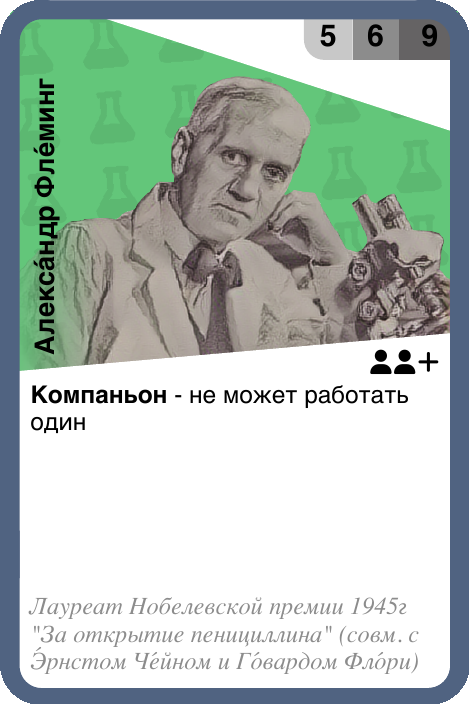 5 6 9
Алекса́ндр Фле́минг
Компаньон - не может работать
один
Лауреат Нобелевской премии 1945г
"За открытие пенициллина" (совм. с
Э́рнстом Че́йном и Го́вардом Фло́ри)